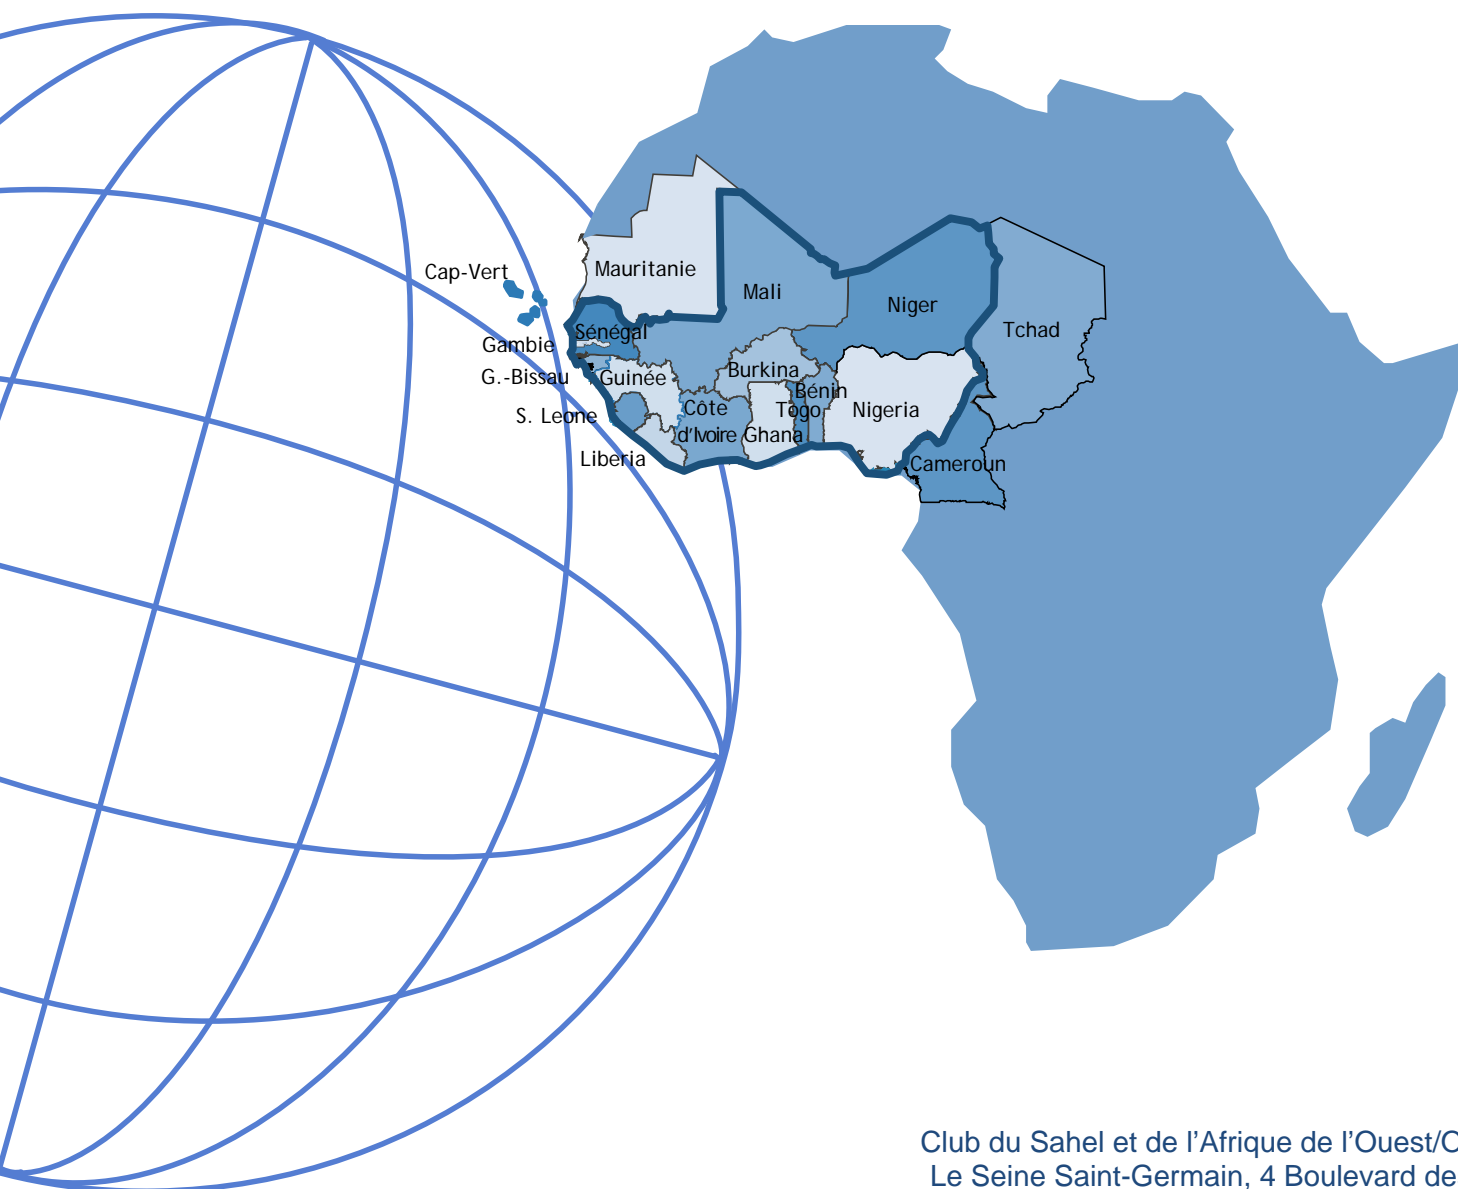 Cap-Vert
Mauritanie
Mali
Niger
Tchad
Sénégal
Gambie
G.-Bissau
Guinée
Burkina
Bénin
S. Leone
Côte
d'Ivoire
Togo
Ghana
Nigeria
Liberia
Cameroun
Club du Sahel et de l’Afrique de l’Ouest/
Le Seine Saint-Germain, 4 Boulevard de